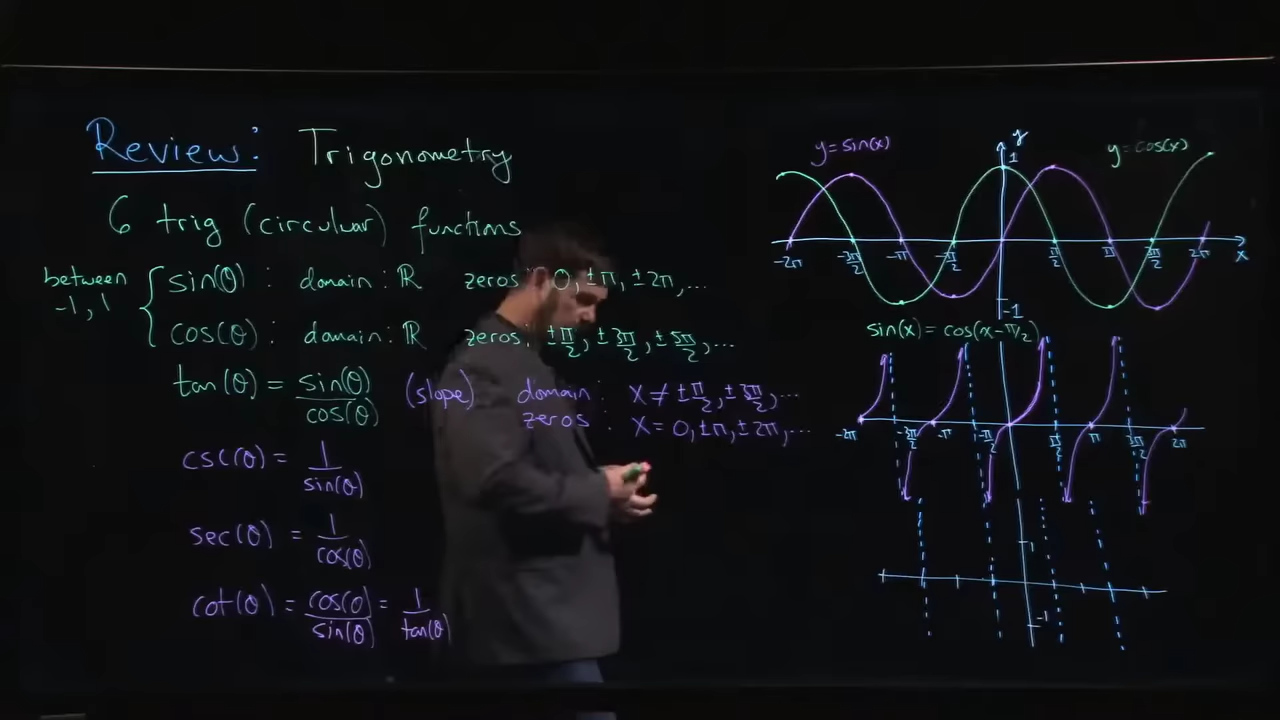 Review: Trigonometry
6 trig (circular) functions
between -1, 1
sin(θ) : domain: ℝ zeros: 0, ±π, ±2π, ...
cos(θ) : domain: ℝ zeros: ±π/2, ±3π/2, ±5π/2, ...
tan(θ) = sin(θ)/cos(θ) (slope) domain: x ≠ ±π/2, ±3π/2, ...
zeros: x = 0, ±π, ±2π, ...
csc(θ) = 1/sin(θ)
sec(θ) = 1/cos(θ)
cot(θ) = cos(θ)/sin(θ) = 1/tan(θ)
y = sin(x) y 1 y = cos(x)
-2π -3π/2 -π -π/2 π/2 π 3π/2 2π x
-1
sin(x) = cos(x-π/2)
-2π -3π/2 -π -π/2 π/2 π 3π/2 2π
1
-1